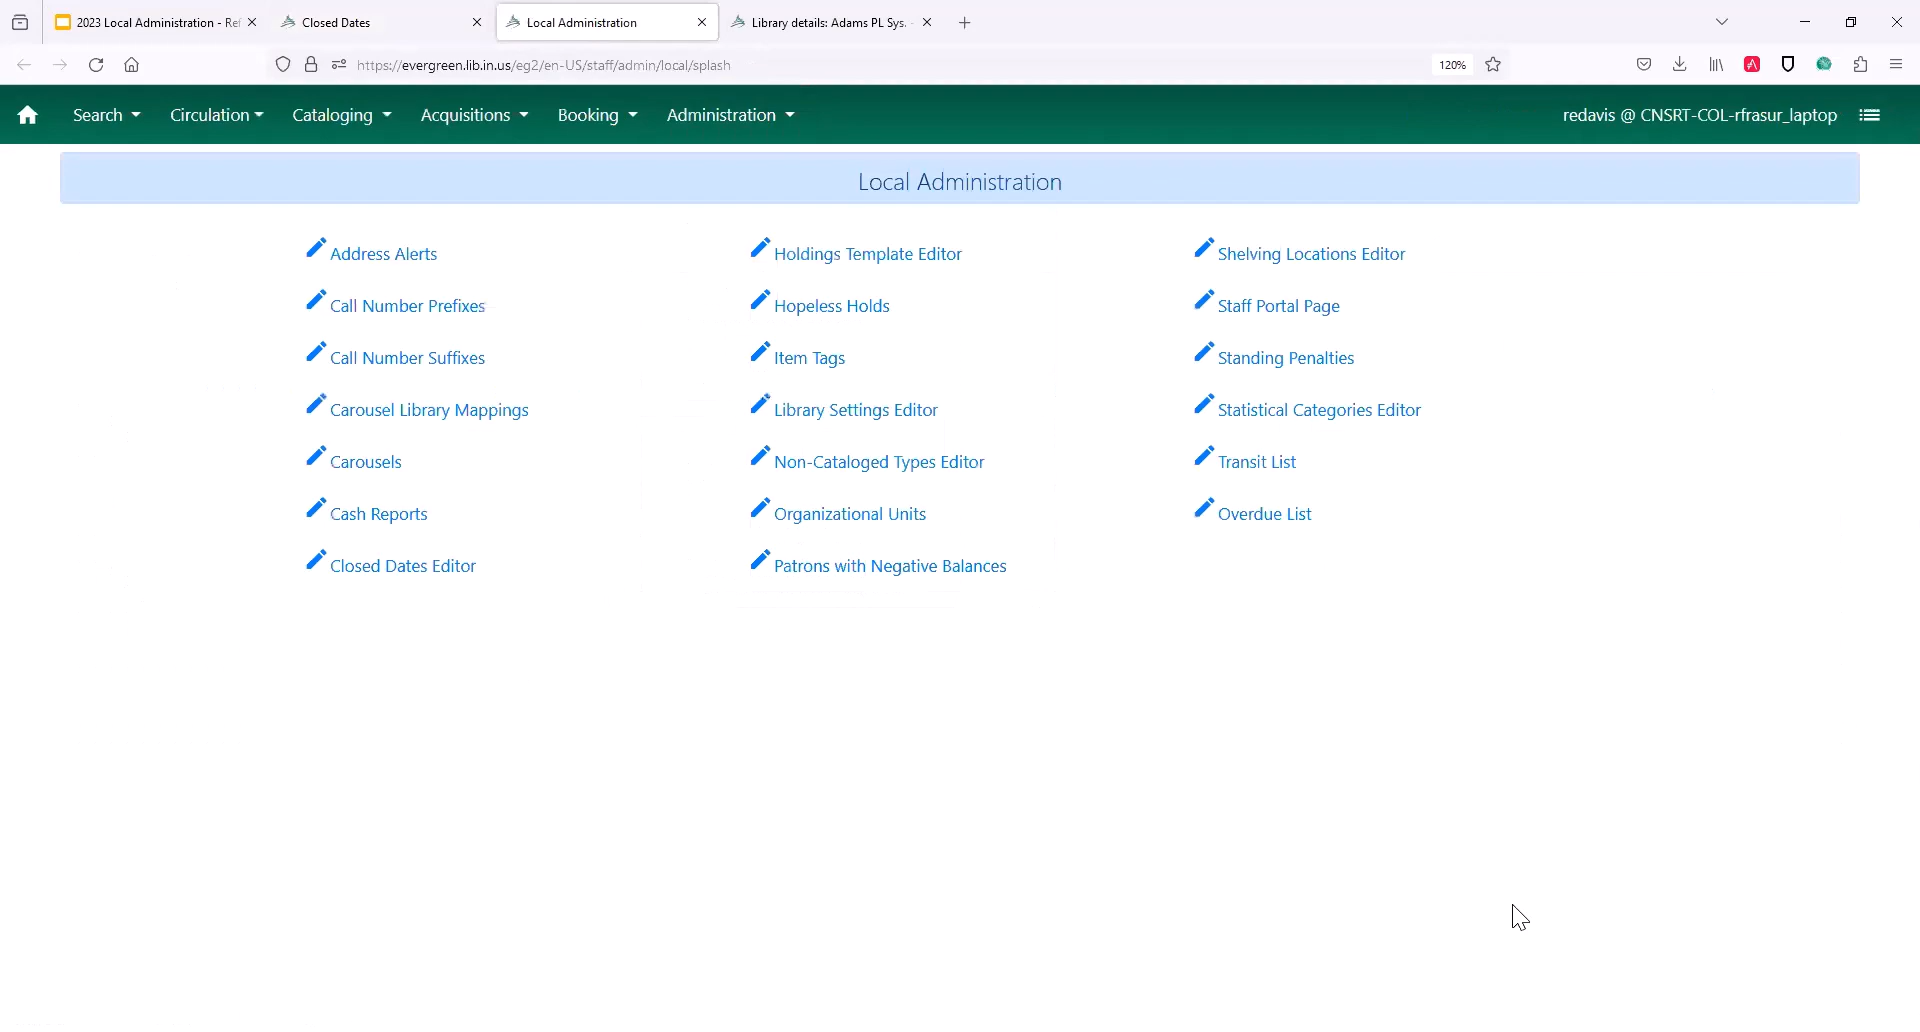 2023 Local Administration - Ref
Closed Dates
Local Administration
Library details: Adams PL Sys. -
https://evergreen.lib.in.us/eg2/en-US/staff/admin/local/splash
120%
Search
Circulation
Cataloging
Acquisitions
Booking
Administration
redavis @ CNSRT-COL-rfrasur_laptop
Local Administration
Address Alerts
Call Number Prefixes
Call Number Suffixes
Carousel Library Mappings
Carousels
Cash Reports
Closed Dates Editor
Holdings Template Editor
Hopeless Holds
Item Tags
Library Settings Editor
Non-Cataloged Types Editor
Organizational Units
Patrons with Negative Balances
Shelving Locations Editor
Staff Portal Page
Standing Penalties
Statistical Categories Editor
Transit List
Overdue List